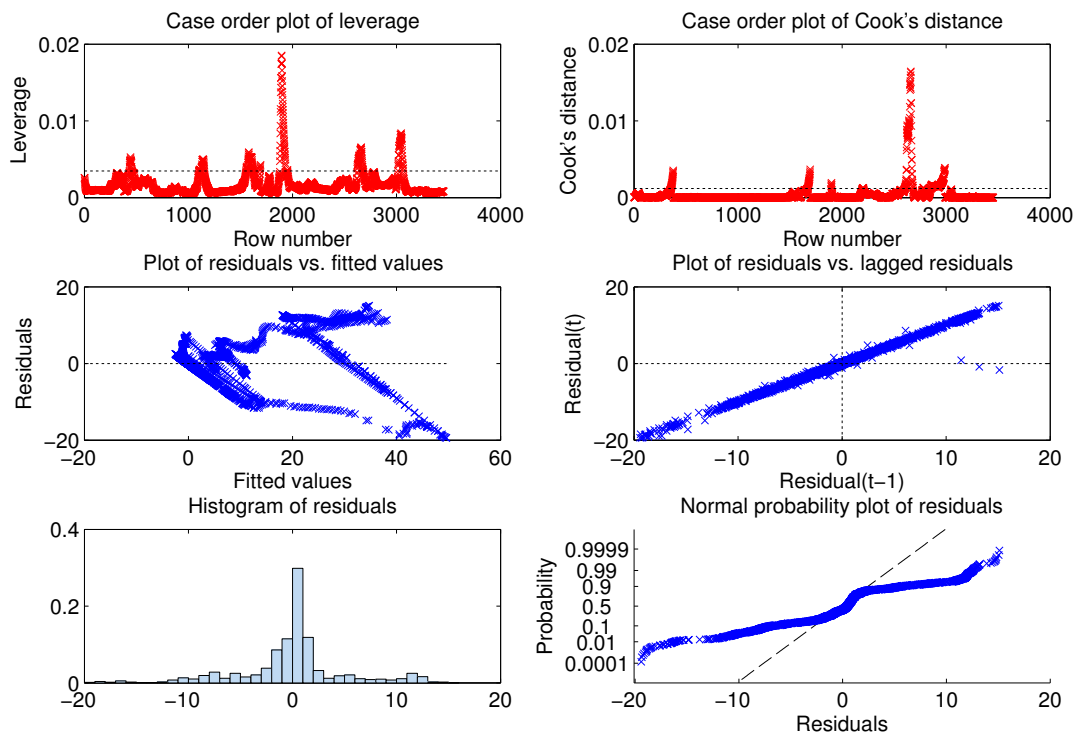 Case order plot of leverage
0.02
0.01
0
Leverage
0 1000 2000 3000 4000
Row number
Case order plot of Cook's distance
0.02
0.01
0
Cook's distance
0 1000 2000 3000 4000
Row number
Plot of residuals vs. fitted values
20
0
−20
Residuals
−20 0 20 40 60
Fitted values
Plot of residuals vs. lagged residuals
20
0
−20
Residual(t)
−20 −10 0 10 20
Residual(t−1)
Histogram of residuals
0.4
0.2
0
−20 −10 0 10 20
Normal probability plot of residuals
0.9999
0.99
0.9
0.5
0.1
0.01
0.0001
Probability
−20 −10 0 10 20
Residuals